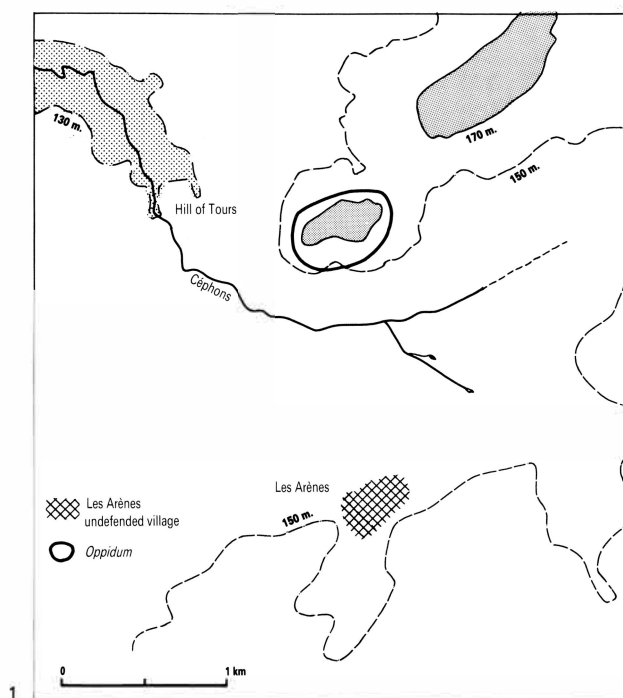 130 m.
170 m.
150 m.
Hill of Tours
Céphons
Les Arènes
Les Arènes
undefended village
150 m.
Oppidum
0 1 km
1